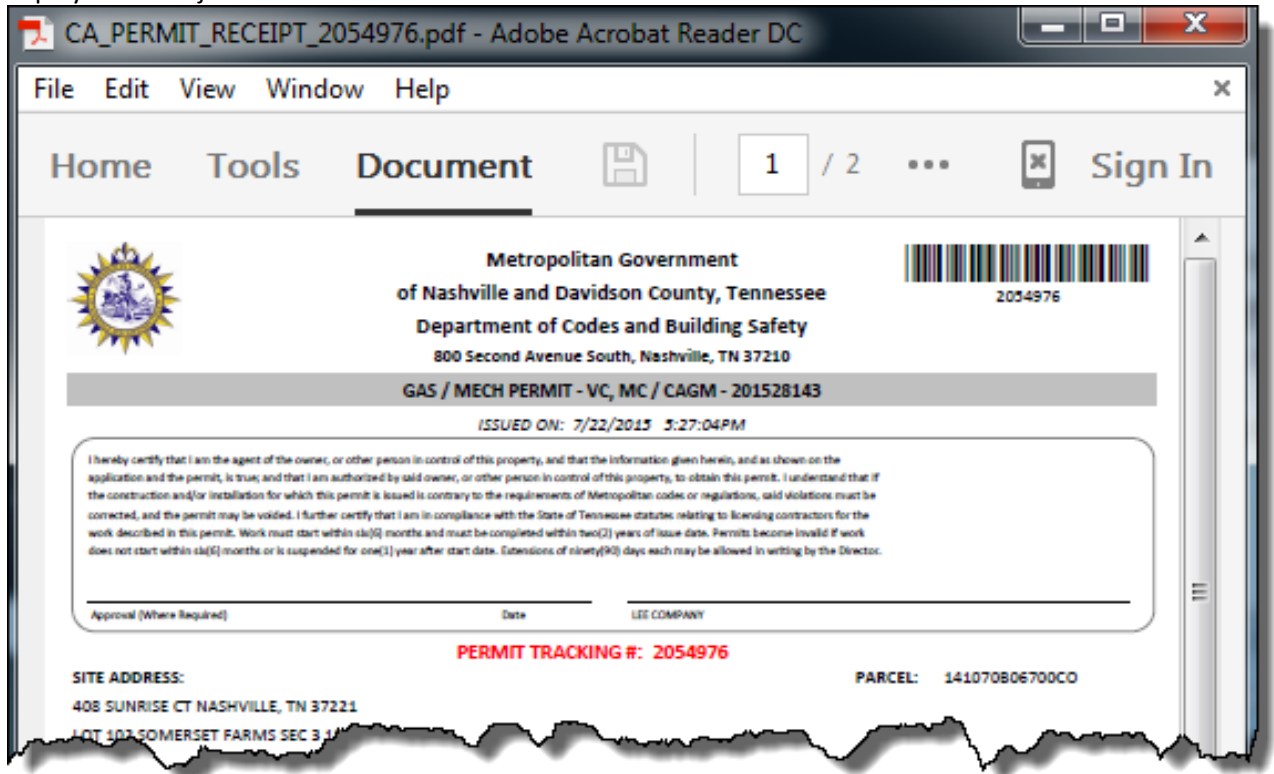 CA_PERMIT_RECEIPT_2054976.pdf - Adobe Acrobat Reader DC
File Edit View Window Help
Home Tools Document 1 / 2 ... Sign In
Metropolitan Government
of Nashville and Davidson County, Tennessee
2054976
Department of Codes and Building Safety
800 Second Avenue South, Nashville, TN 37210
GAS / MECH PERMIT - VC, MC / CAGM - 201528143
ISSUED ON: 7/22/2015 5:27:04PM
I hereby certify that I am the agent of the owner, or other person in control of this property, and that the information given herein, and as shown on the
application and the permit, is true; and that I am authorized by said owner, or other person in control of this property, to obtain this permit. I understand that if
the construction and/or installation for which this permit is issued is contrary to the requirements of Metropolitan codes or regulations, said violations must be
corrected, and the permit may be voided. I further certify that I am in compliance with the State of Tennessee statutes relating to licensing contractors for the
work described in this permit. Work must start within six(6) months and must be completed within two(2) years of issue date. Permits become invalid if work
does not start within six(6) months or is suspended for one(1) year after start date. Extensions of ninety(90) days each may be allowed in writing by the Director.
Approval (Where Required) Date LEE COMPANY
PERMIT TRACKING #: 2054976
SITE ADDRESS: PARCEL: 141070B06700CO
408 SUNRISE CT NASHVILLE, TN 37221
LOT 102 SOMERSET FARMS SEC 3